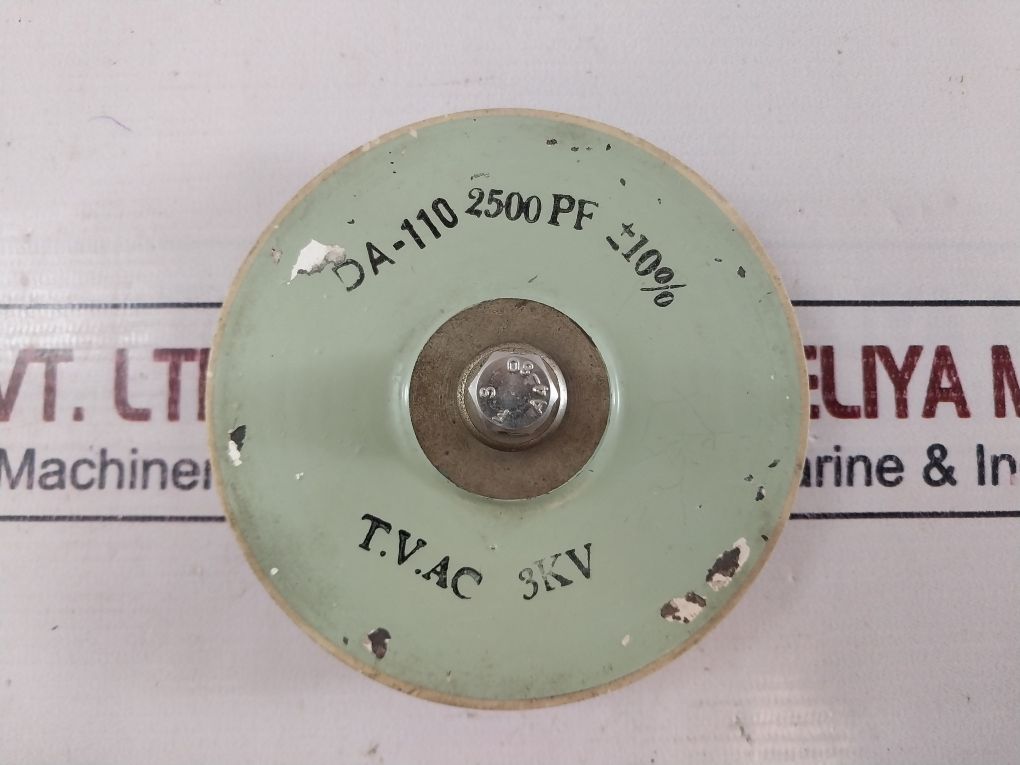 DA-110 2500 PF ±10%
VT. LT ELIYA M
Machiner arine & In
T.V.AC 3KV